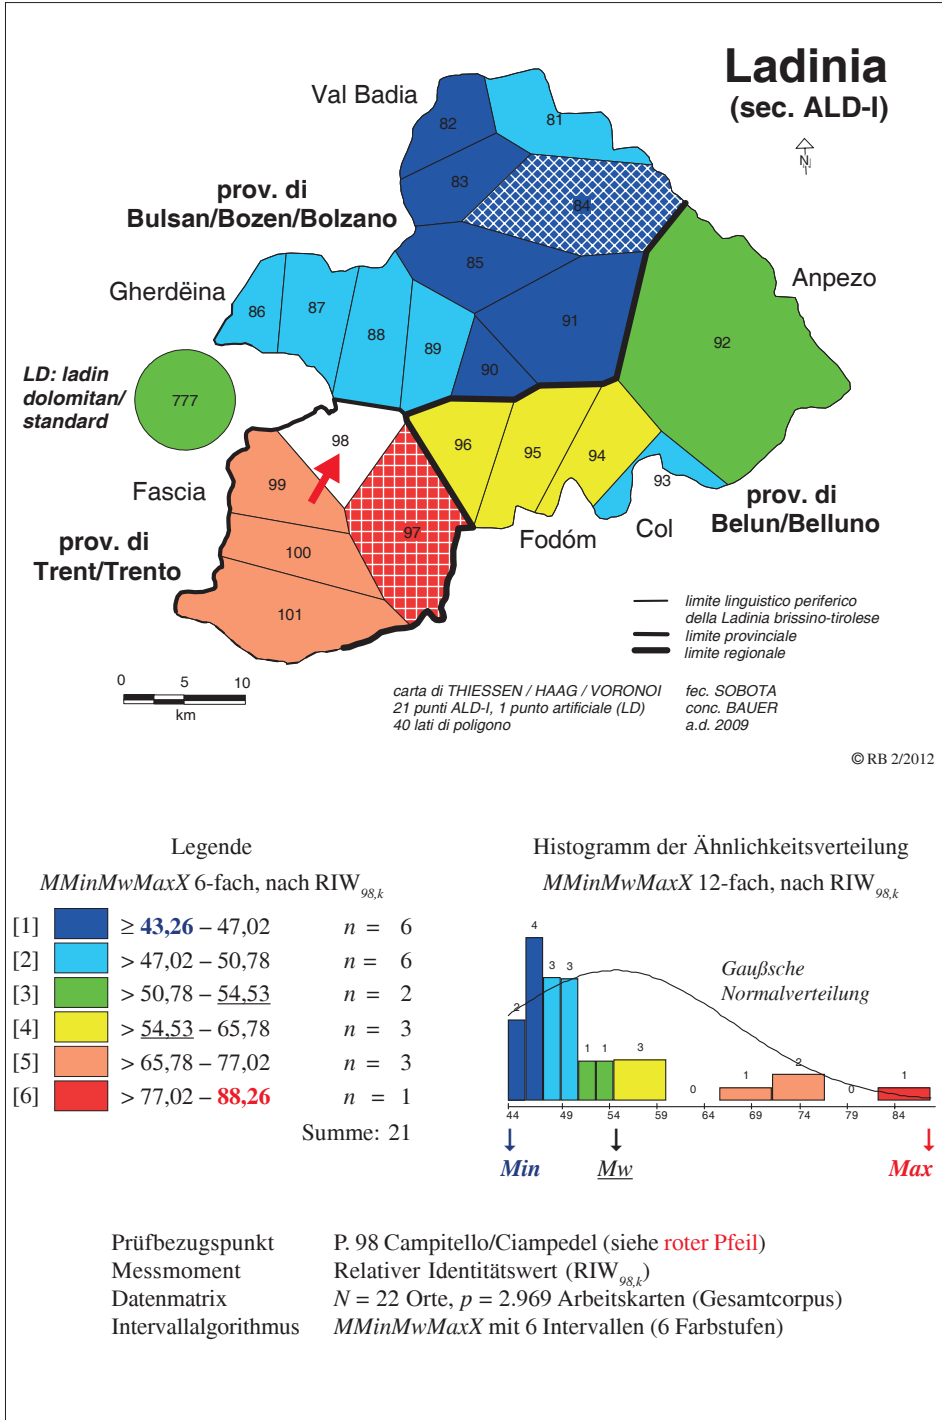 Ladinia
(sec. ALD-I)
N
Val Badia
82
81
83
84
prov. di
Bulsan/Bozen/Bolzano
85
Gherdëina
86
87
88
89
90
91
Anpezo
92
LD: ladin
dolomitan/
standard
777
98
96
95
94
93
99
97
Fascia
100
101
prov. di
Trent/Trento
Fodóm
Col
prov. di
Belun/Belluno
limite linguistico periferico
della Ladinia brissino-tirolese
limite provinciale
limite regionale
0 5 10
km
carta di THIESSEN / HAAG / VORONOI
21 punti ALD-I, 1 punto artificiale (LD)
40 lati di poligono
fec. SOBOTA
conc. BAUER
a.d. 2009
© RB 2/2012
Legende
MMinMwMaxX 6-fach, nach RIW98,k
[1] ≥ 43,26 – 47,02 n = 6
[2] > 47,02 – 50,78 n = 6
[3] > 50,78 – 54,53 n = 2
[4] > 54,53 – 65,78 n = 3
[5] > 65,78 – 77,02 n = 3
[6] > 77,02 – 88,26 n = 1
Summe: 21
Histogramm der Ähnlichkeitsverteilung
MMinMwMaxX 12-fach, nach RIW98,k
Gaußsche
Normalverteilung
2 4 3 3 1 1 3 0 1 2 0 1
44 49 54 59 64 69 74 79 84
Min Mw Max
Prüfbezugspunkt P. 98 Campitello/Ciampedel (siehe roter Pfeil)
Messmoment Relativer Identitätswert (RIW98,k)
Datenmatrix N = 22 Orte, p = 2.969 Arbeitskarten (Gesamtcorpus)
Intervallalgorithmus MMinMwMaxX mit 6 Intervallen (6 Farbstufen)